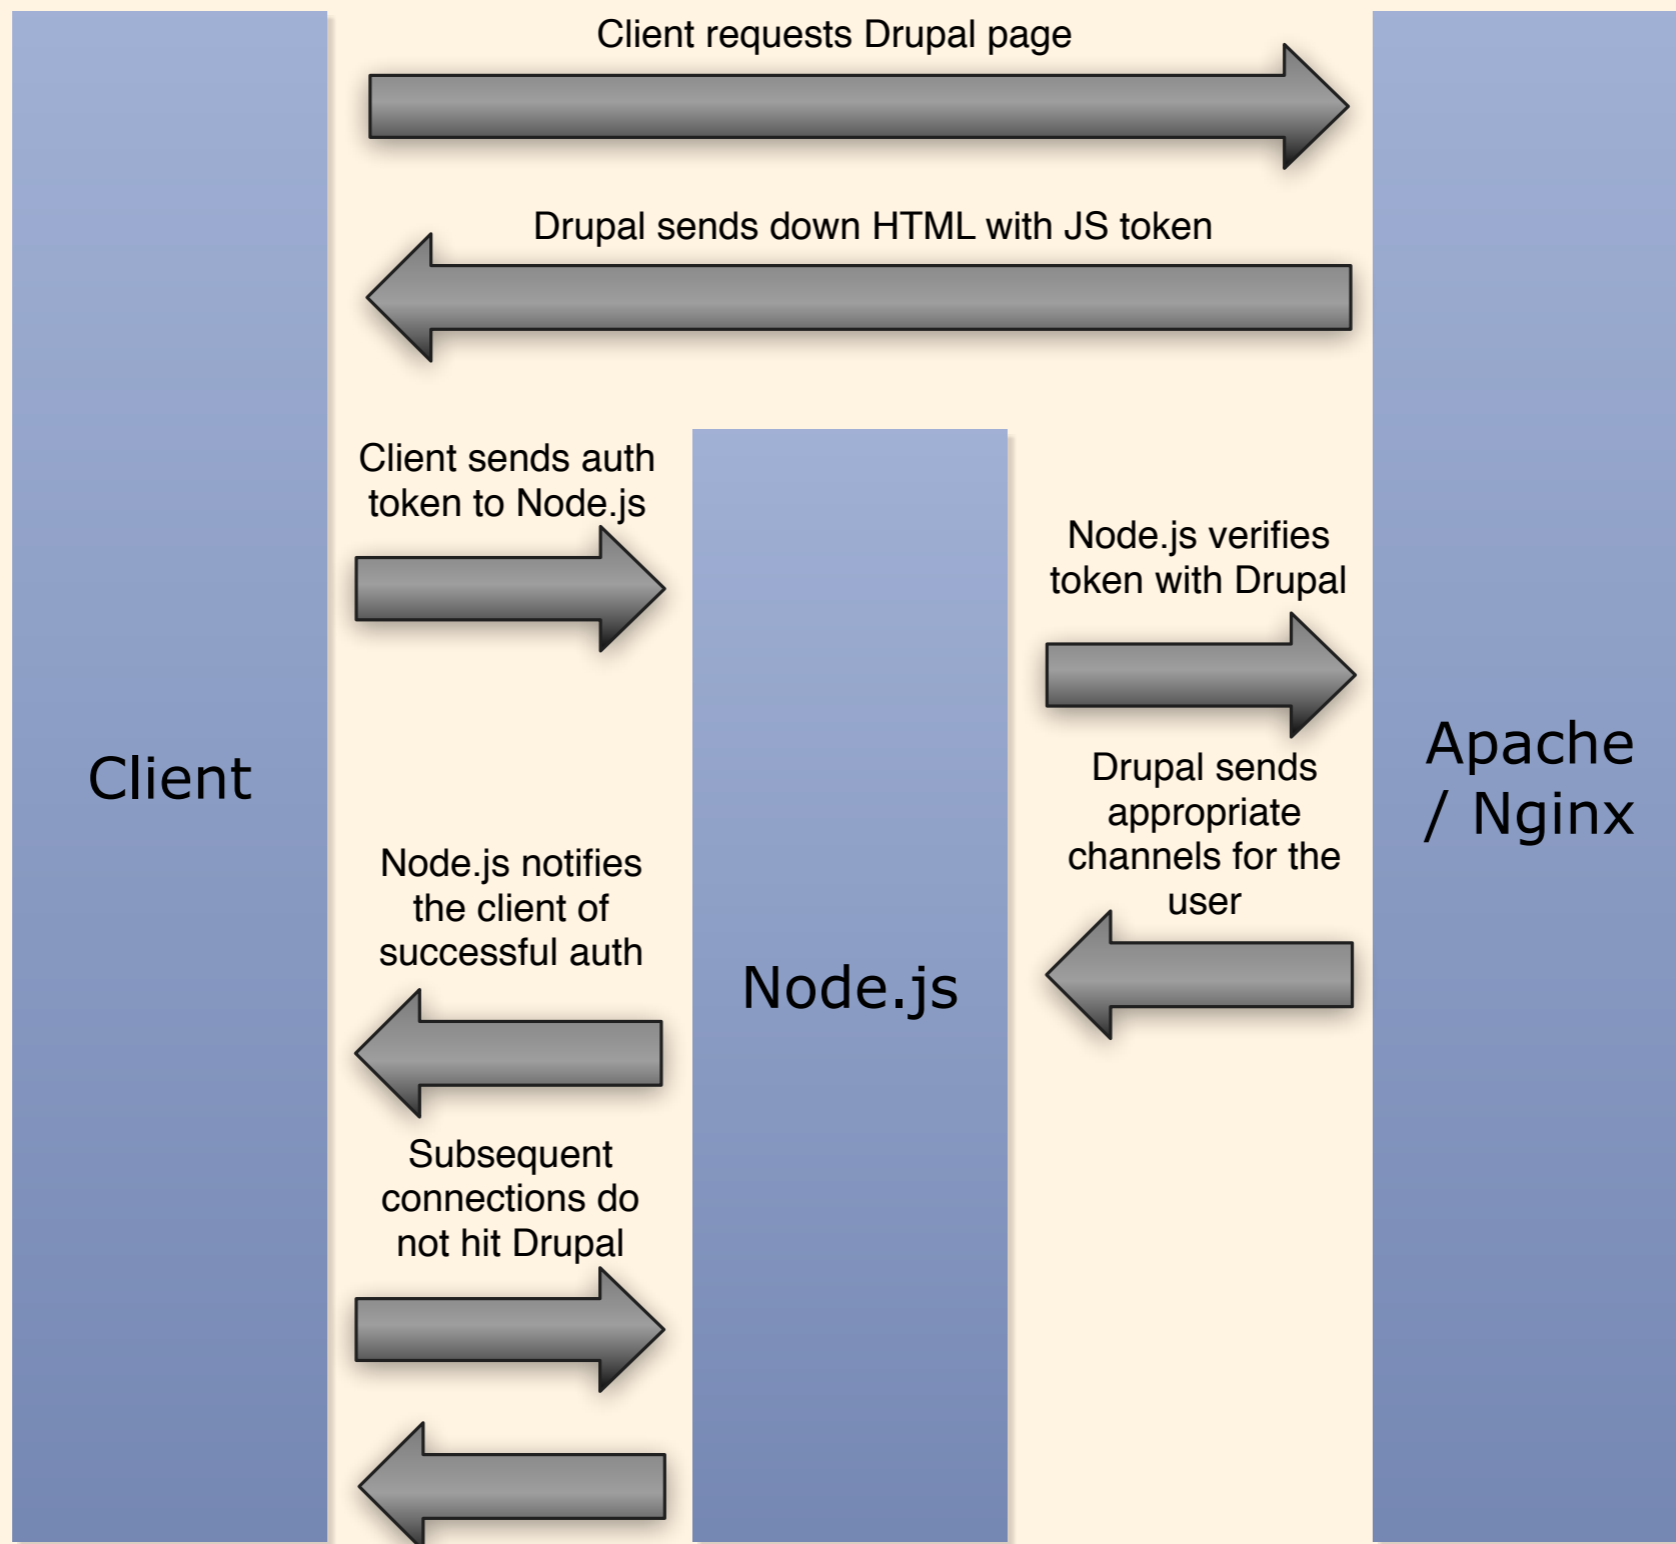 Client requests Drupal page
Drupal sends down HTML with JS token
Client sends auth
token to Node.js
Node.js verifies
token with Drupal
Client
Apache
/ Nginx
Drupal sends
appropriate
channels for the
user
Node.js notifies
the client of
successful auth
Node.js
Subsequent
connections do
not hit Drupal